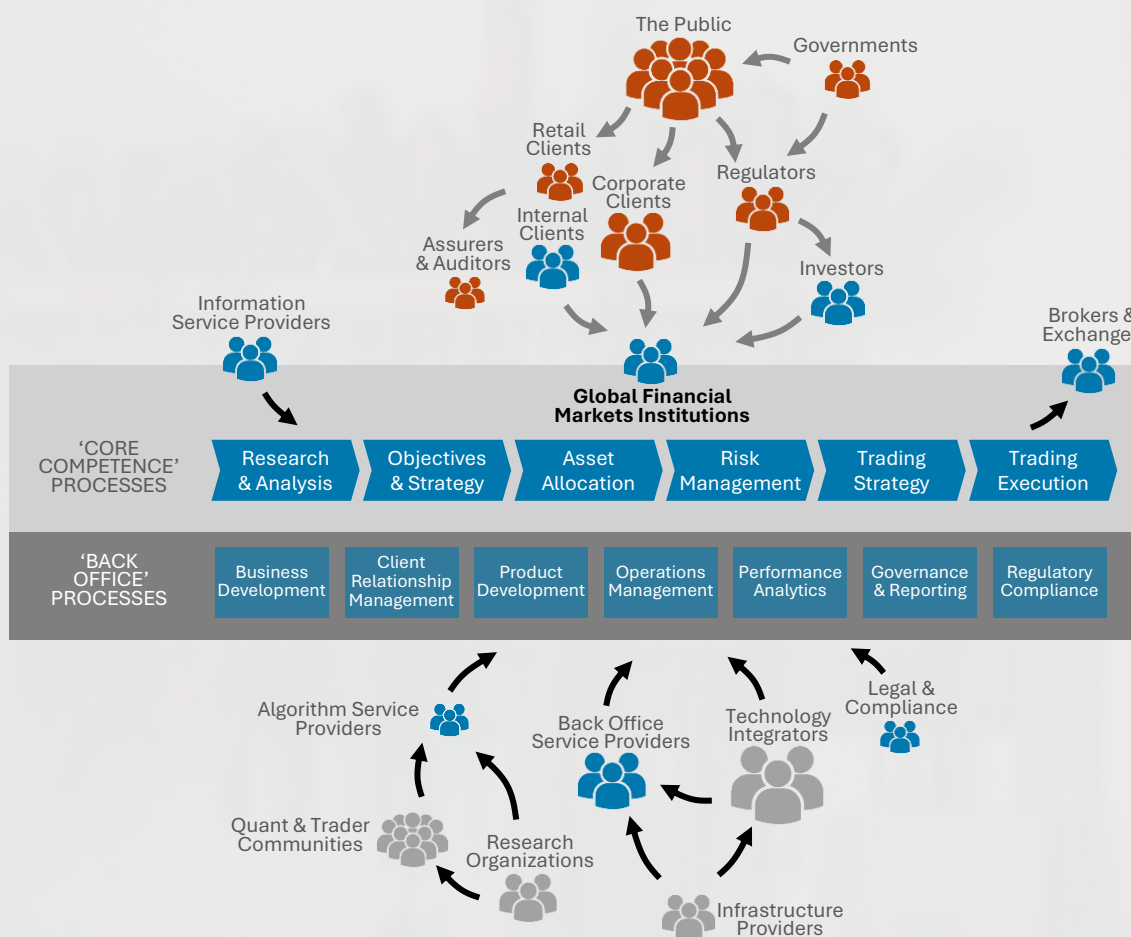 The Public
Governments
Retail
Clients
Corporate
Clients
Regulators
Internal
Clients
Assurers
& Auditors
Investors
Information
Service Providers
Brokers &
Exchange
Global Financial
Markets Institutions
‘CORE
COMPETENCE’
PROCESSES
Research
& Analysis
Objectives
& Strategy
Asset
Allocation
Risk
Management
Trading
Strategy
Trading
Execution
‘BACK
OFFICE’
PROCESSES
Business
Development
Client
Relationship
Management
Product
Development
Operations
Management
Performance
Analytics
Governance
& Reporting
Regulatory
Compliance
Algorithm Service
Providers
Back Office
Service Providers
Technology
Integrators
Legal &
Compliance
Quant & Trader
Communities
Research
Organizations
Infrastructure
Providers